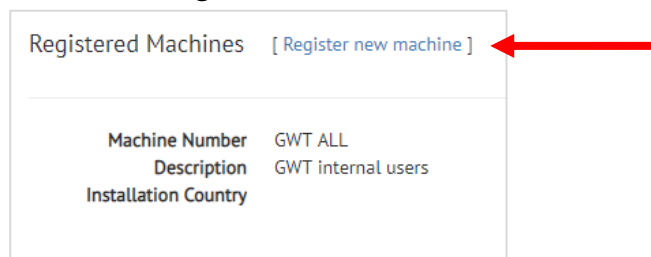 Registered Machines [ Register new machine ]
Machine Number GWT ALL
Description GWT internal users
Installation Country